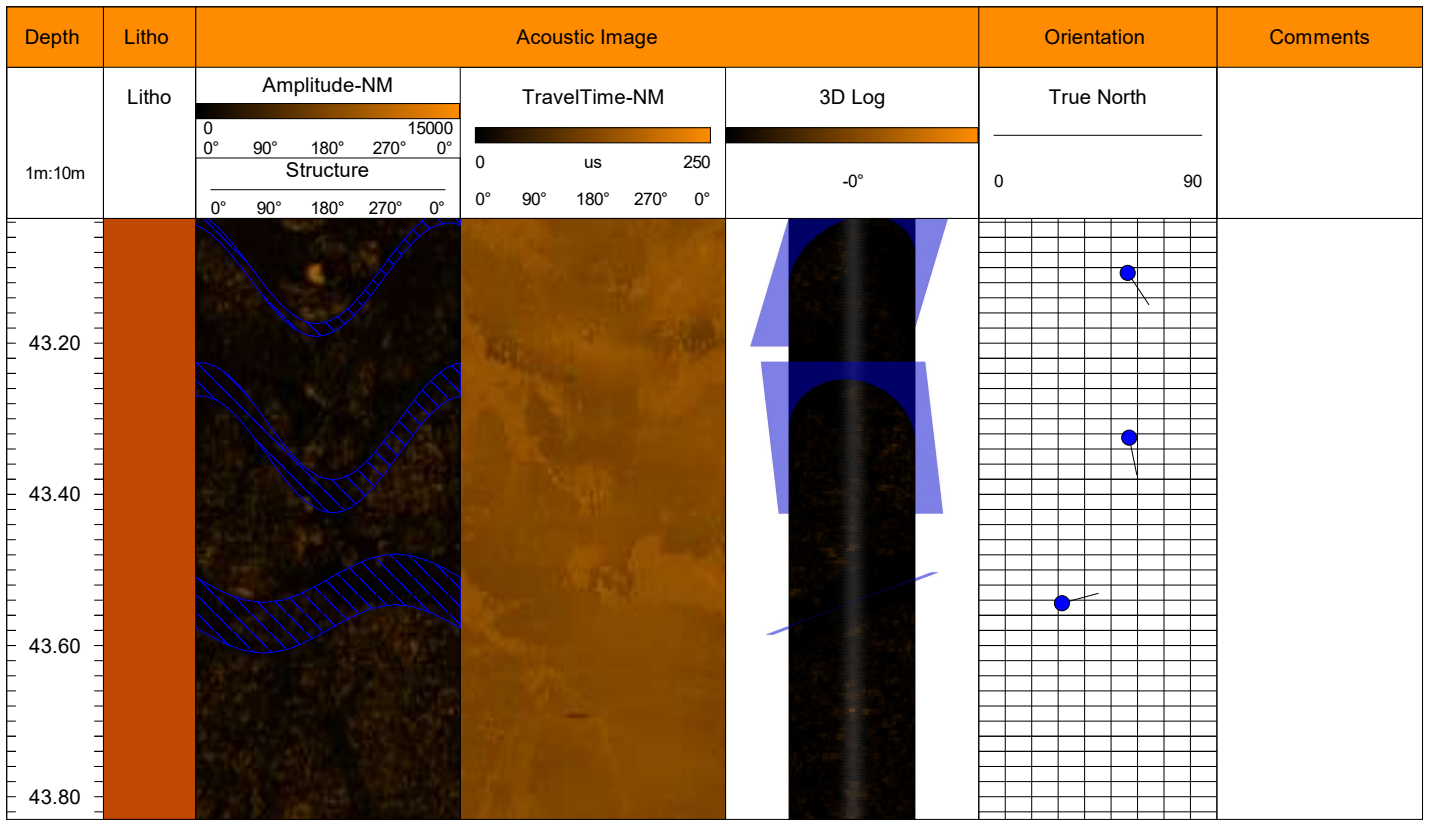 Depth Litho Acoustic Image Orientation Comments
Litho Amplitude-NM TravelTime-NM 3D Log True North
0 15000
0° 90° 180° 270° 0°
Structure
0° 90° 180° 270° 0°
0 us 250
0° 90° 180° 270° 0°
-0°
0 90
1m:10m
43.20
43.40
43.60
43.80